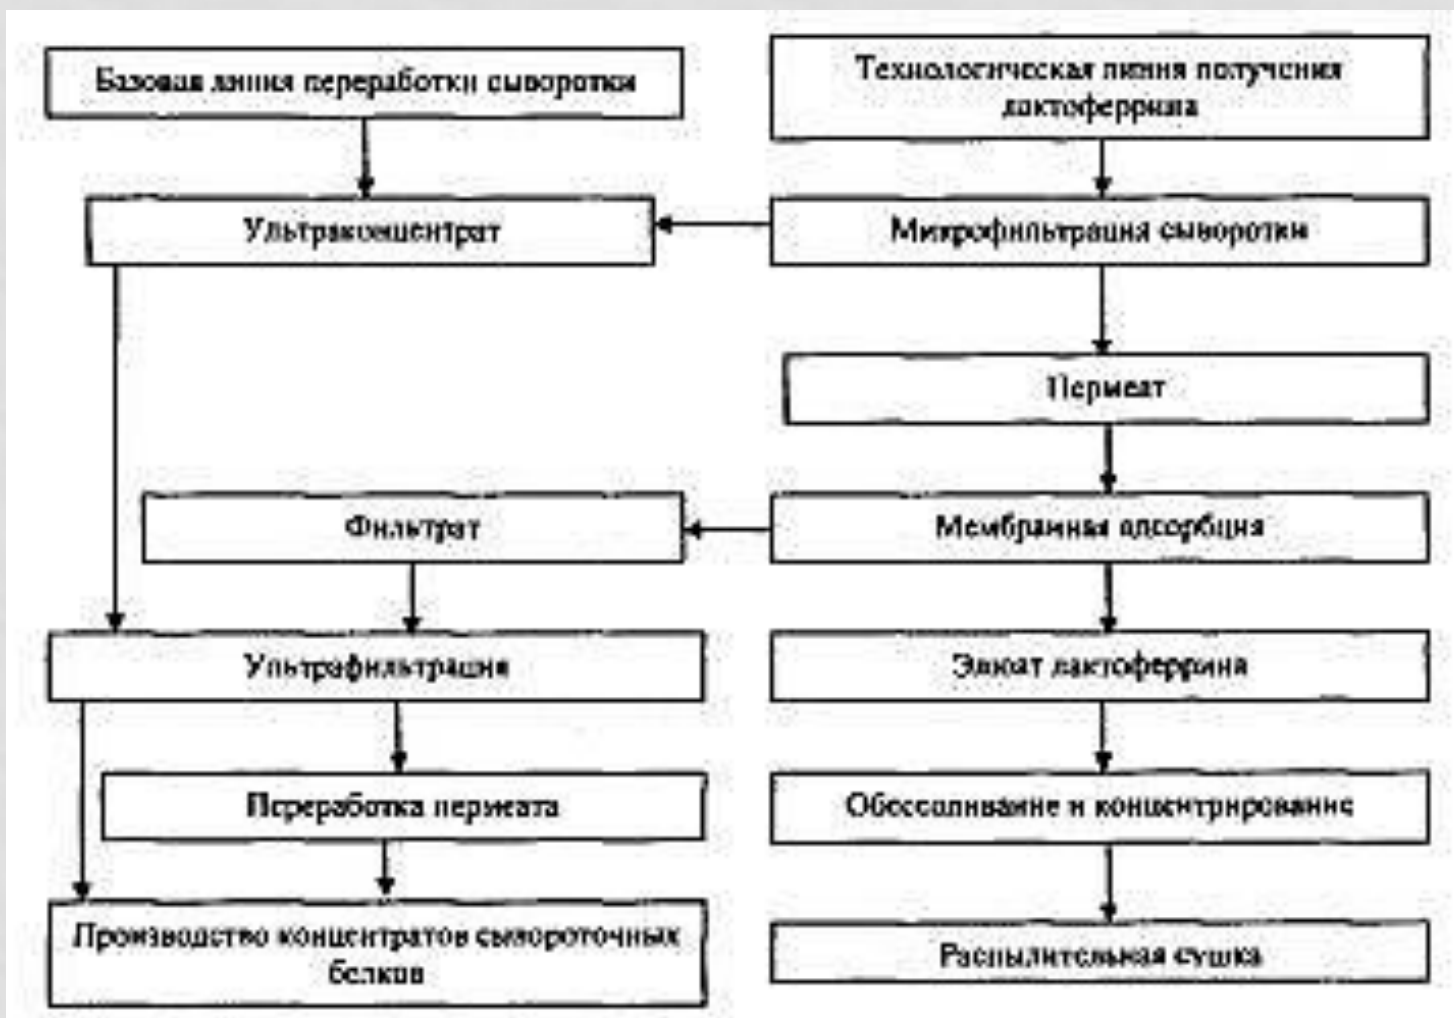 Базовая линия переработки сыворотки
Технологическая линия получения
лактоферрина
Ультраконцентрат
Микрофильтрация сыворотки
Пермеат
Фильтрат
Мембранная адсорбция
Ультрафильтрация
Элюат лактоферрина
Переработка пермеата
Обессоливание и концентрирование
Производство концентратов сывороточных
белков
Распылительная сушка